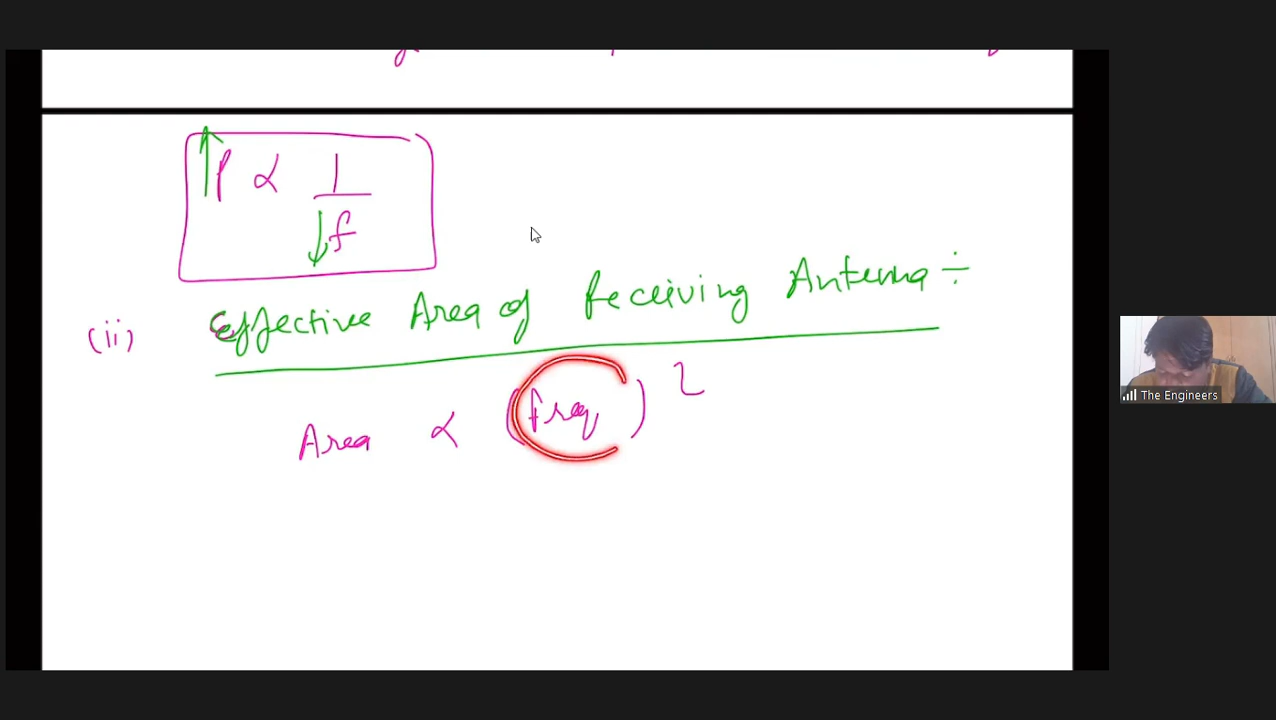 P ∝ 1/f
(ii) Effective Area of Receiving Antenna ÷
Area ∝ (freq)²
The Engineers